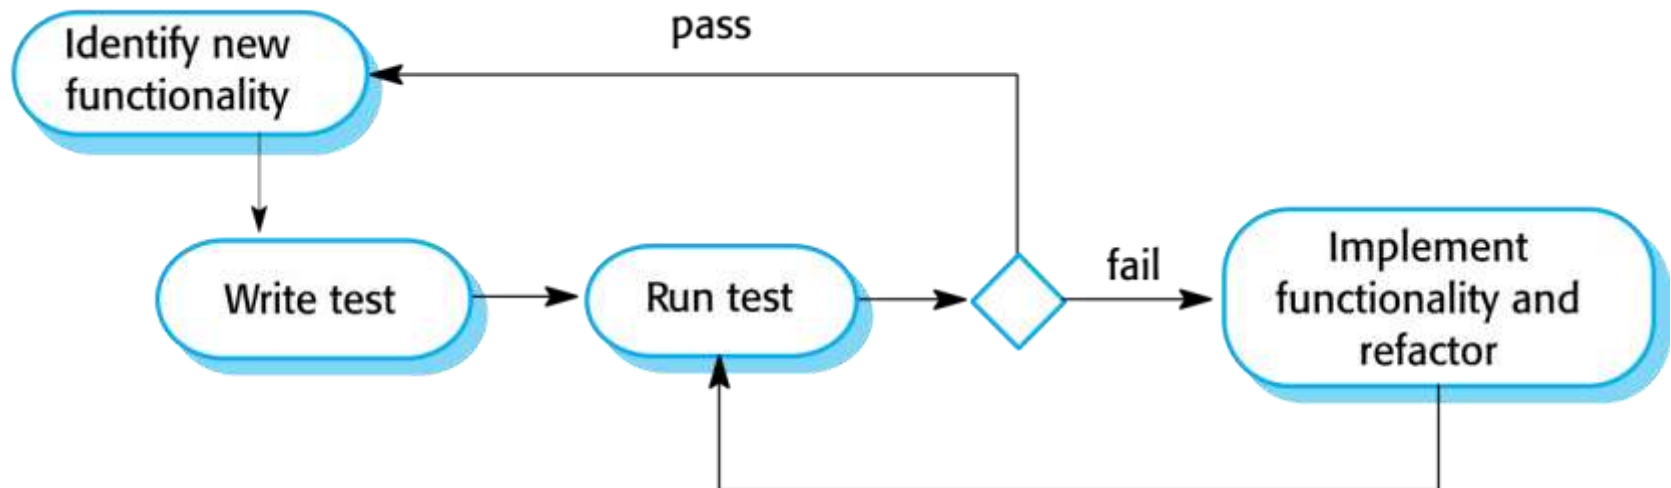 pass
Identify new
functionality
Write test
Run test
fail
Implement
functionality and
refactor